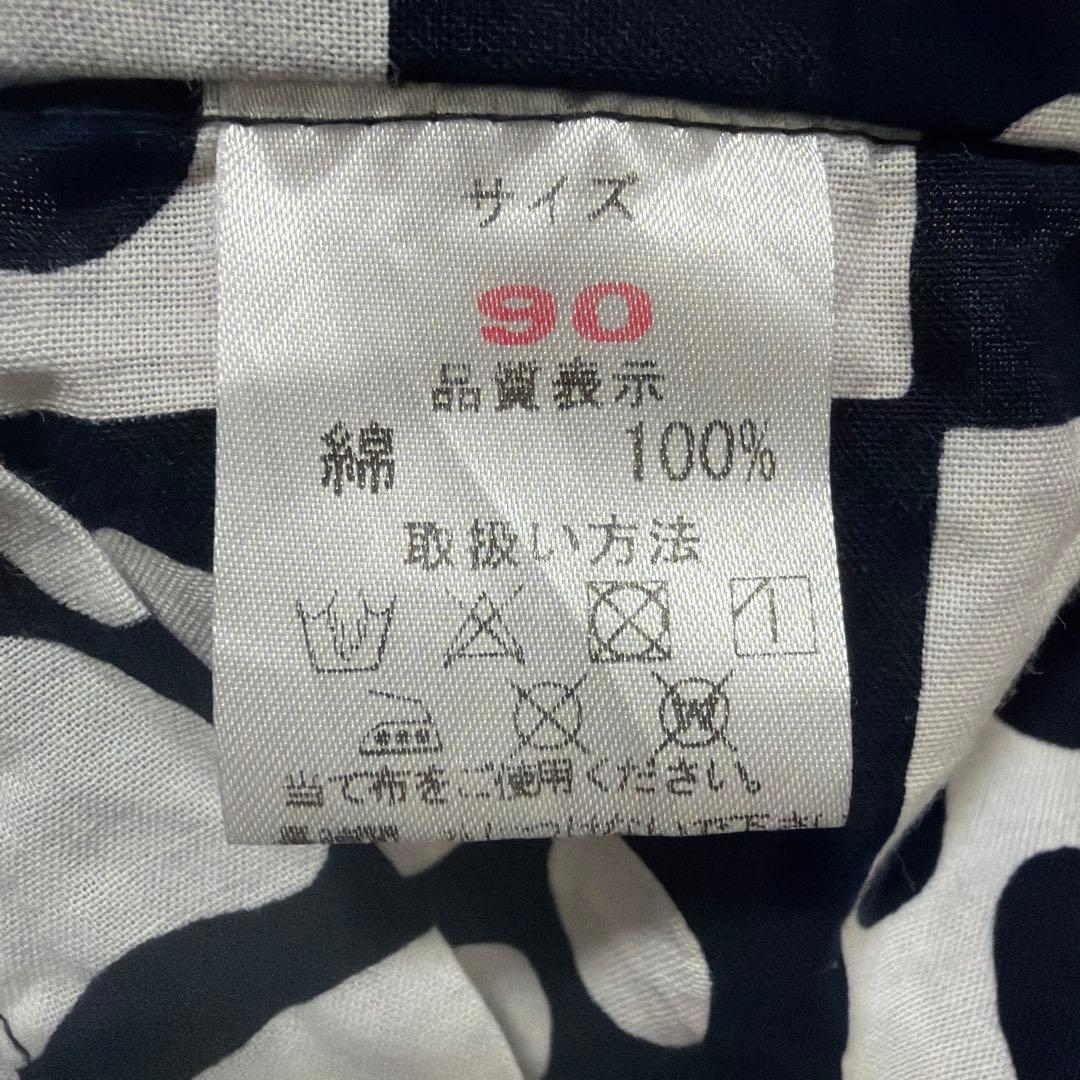 サイズ
90
品質表示
綿 100%
取扱い方法
W
当て布をご使用ください。